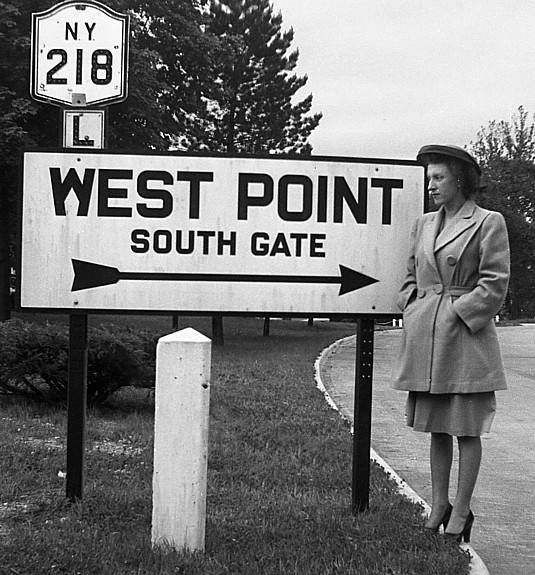 N.Y.
218
L
WEST POINT
SOUTH GATE